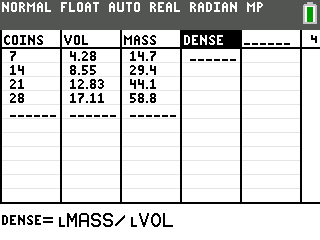 NORMAL FLOAT AUTO REAL RADIAN MP
COINS VOL MASS DENSE ------ 4
7 4.28 14.7 ------
14 8.55 29.4
21 12.83 44.1
28 17.11 58.8
------ ------ ------
DENSE=ʟMASS/ʟVOL